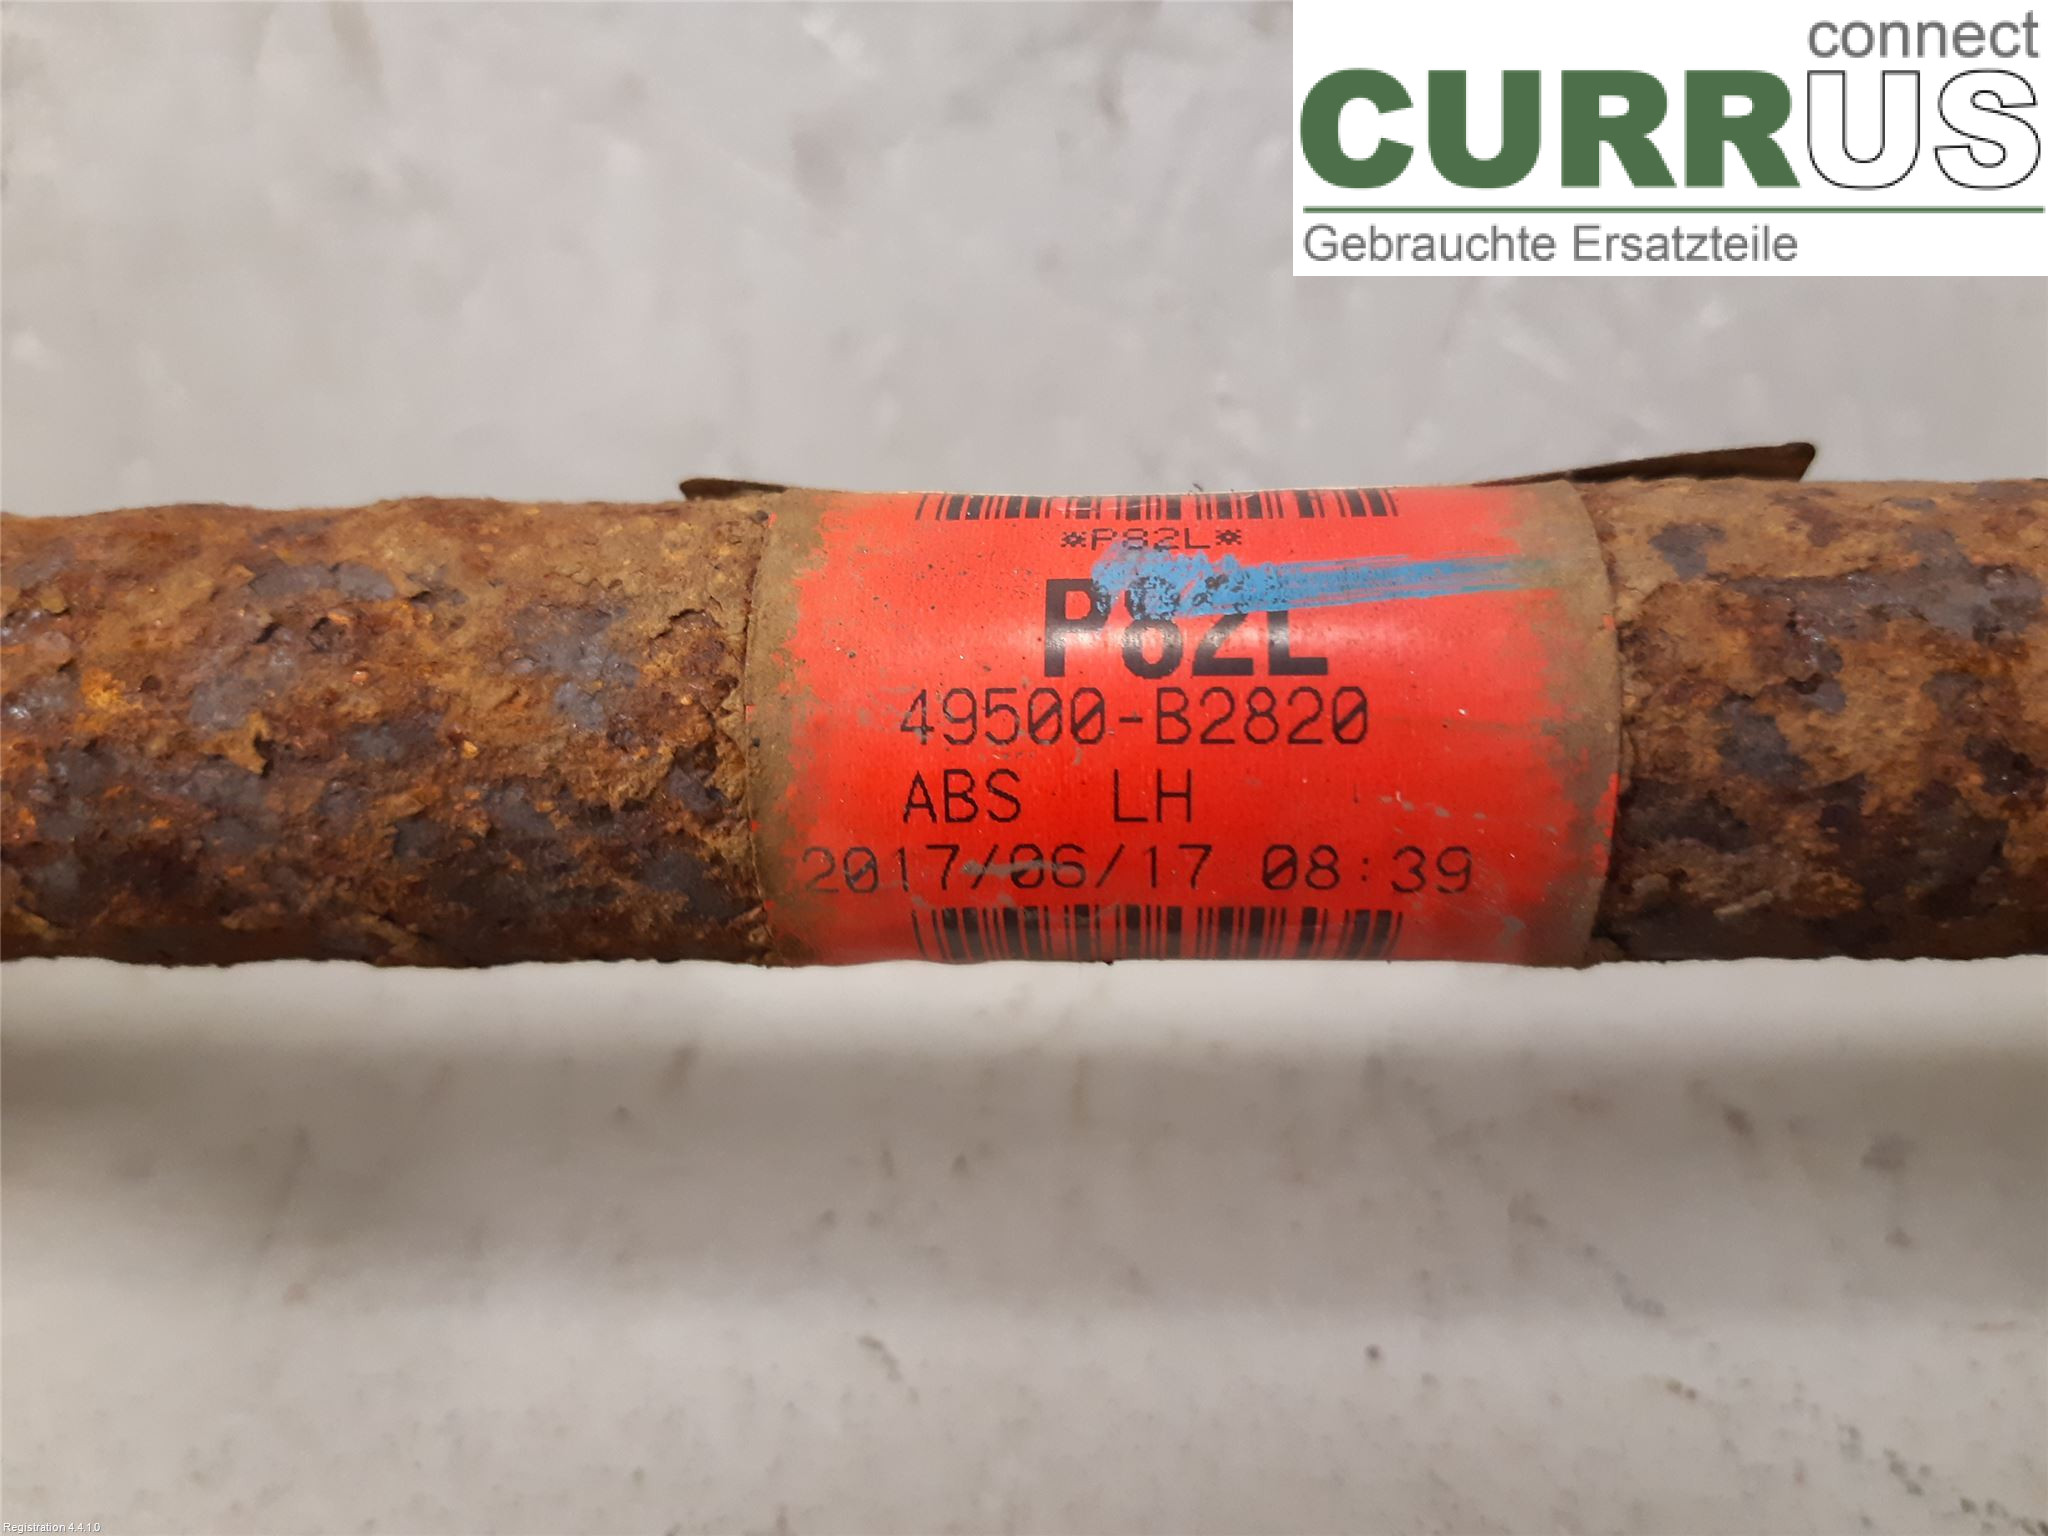 connect
CURRUS
Gebrauchte Ersatzteile
*P82L*
P82L
49500-B2820
ABS LH
2017/06/17 08:39
Registration 4.4.1.0